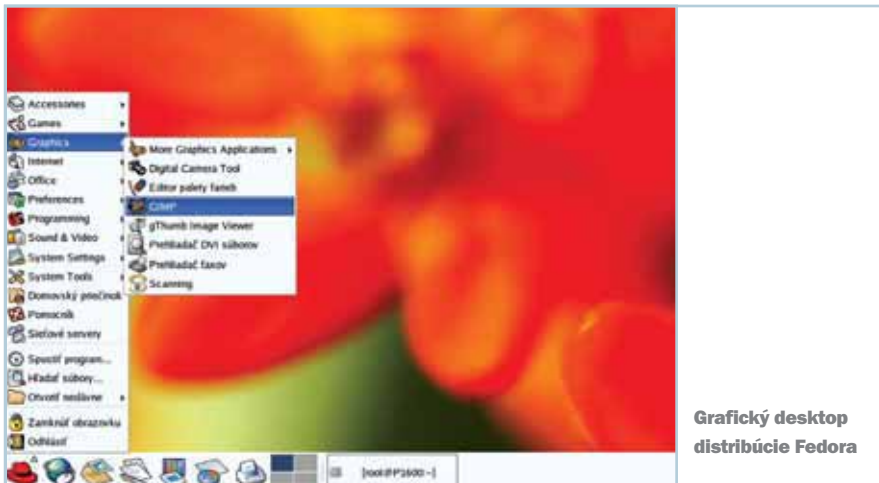 Accessories
Games
Graphics
Internet
Office
Preferences
Programming
Sound & Video
System Settings
System Tools
Domovský priečinok
Pomocník
Sieťové servery
Spustiť program...
Hľadať súbory...
Otvoriť nedávne
Zamknúť obrazovku
Odhlásiť
More Graphics Applications
Digital Camera Tool
Editor palety farieb
GIMP
gThumb Image Viewer
Prehliadač DVI súborov
Prehliadač faxov
Scanning
[root@P1600:~]
Grafický desktop
distribúcie Fedora